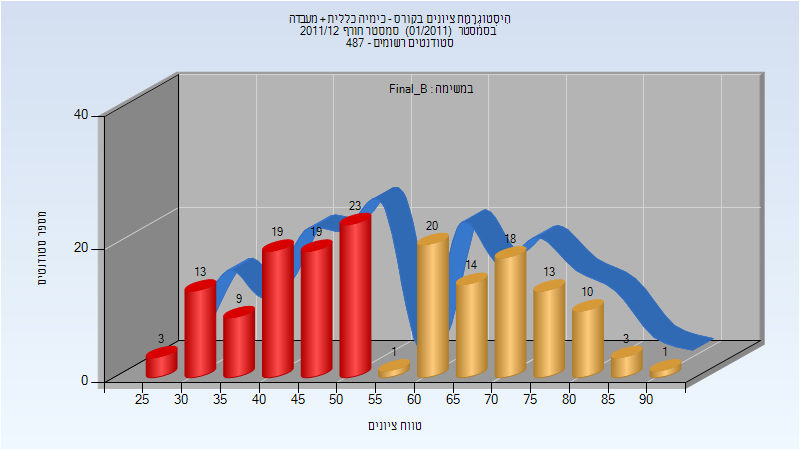 היסטוגרמת ציונים בקורס - כימיה כללית + מעבדה
בסמסטר (01/2011) סמסטר חורף 2011/12
סטודנטים רשומים - 487
במשימה : Final_B
מספר סטודנטים
40
20
0
3
13
9
19
19
23
1
20
14
18
13
10
3
1
25 30 35 40 45 50 55 60 65 70 75 80 85 90
טווח ציונים